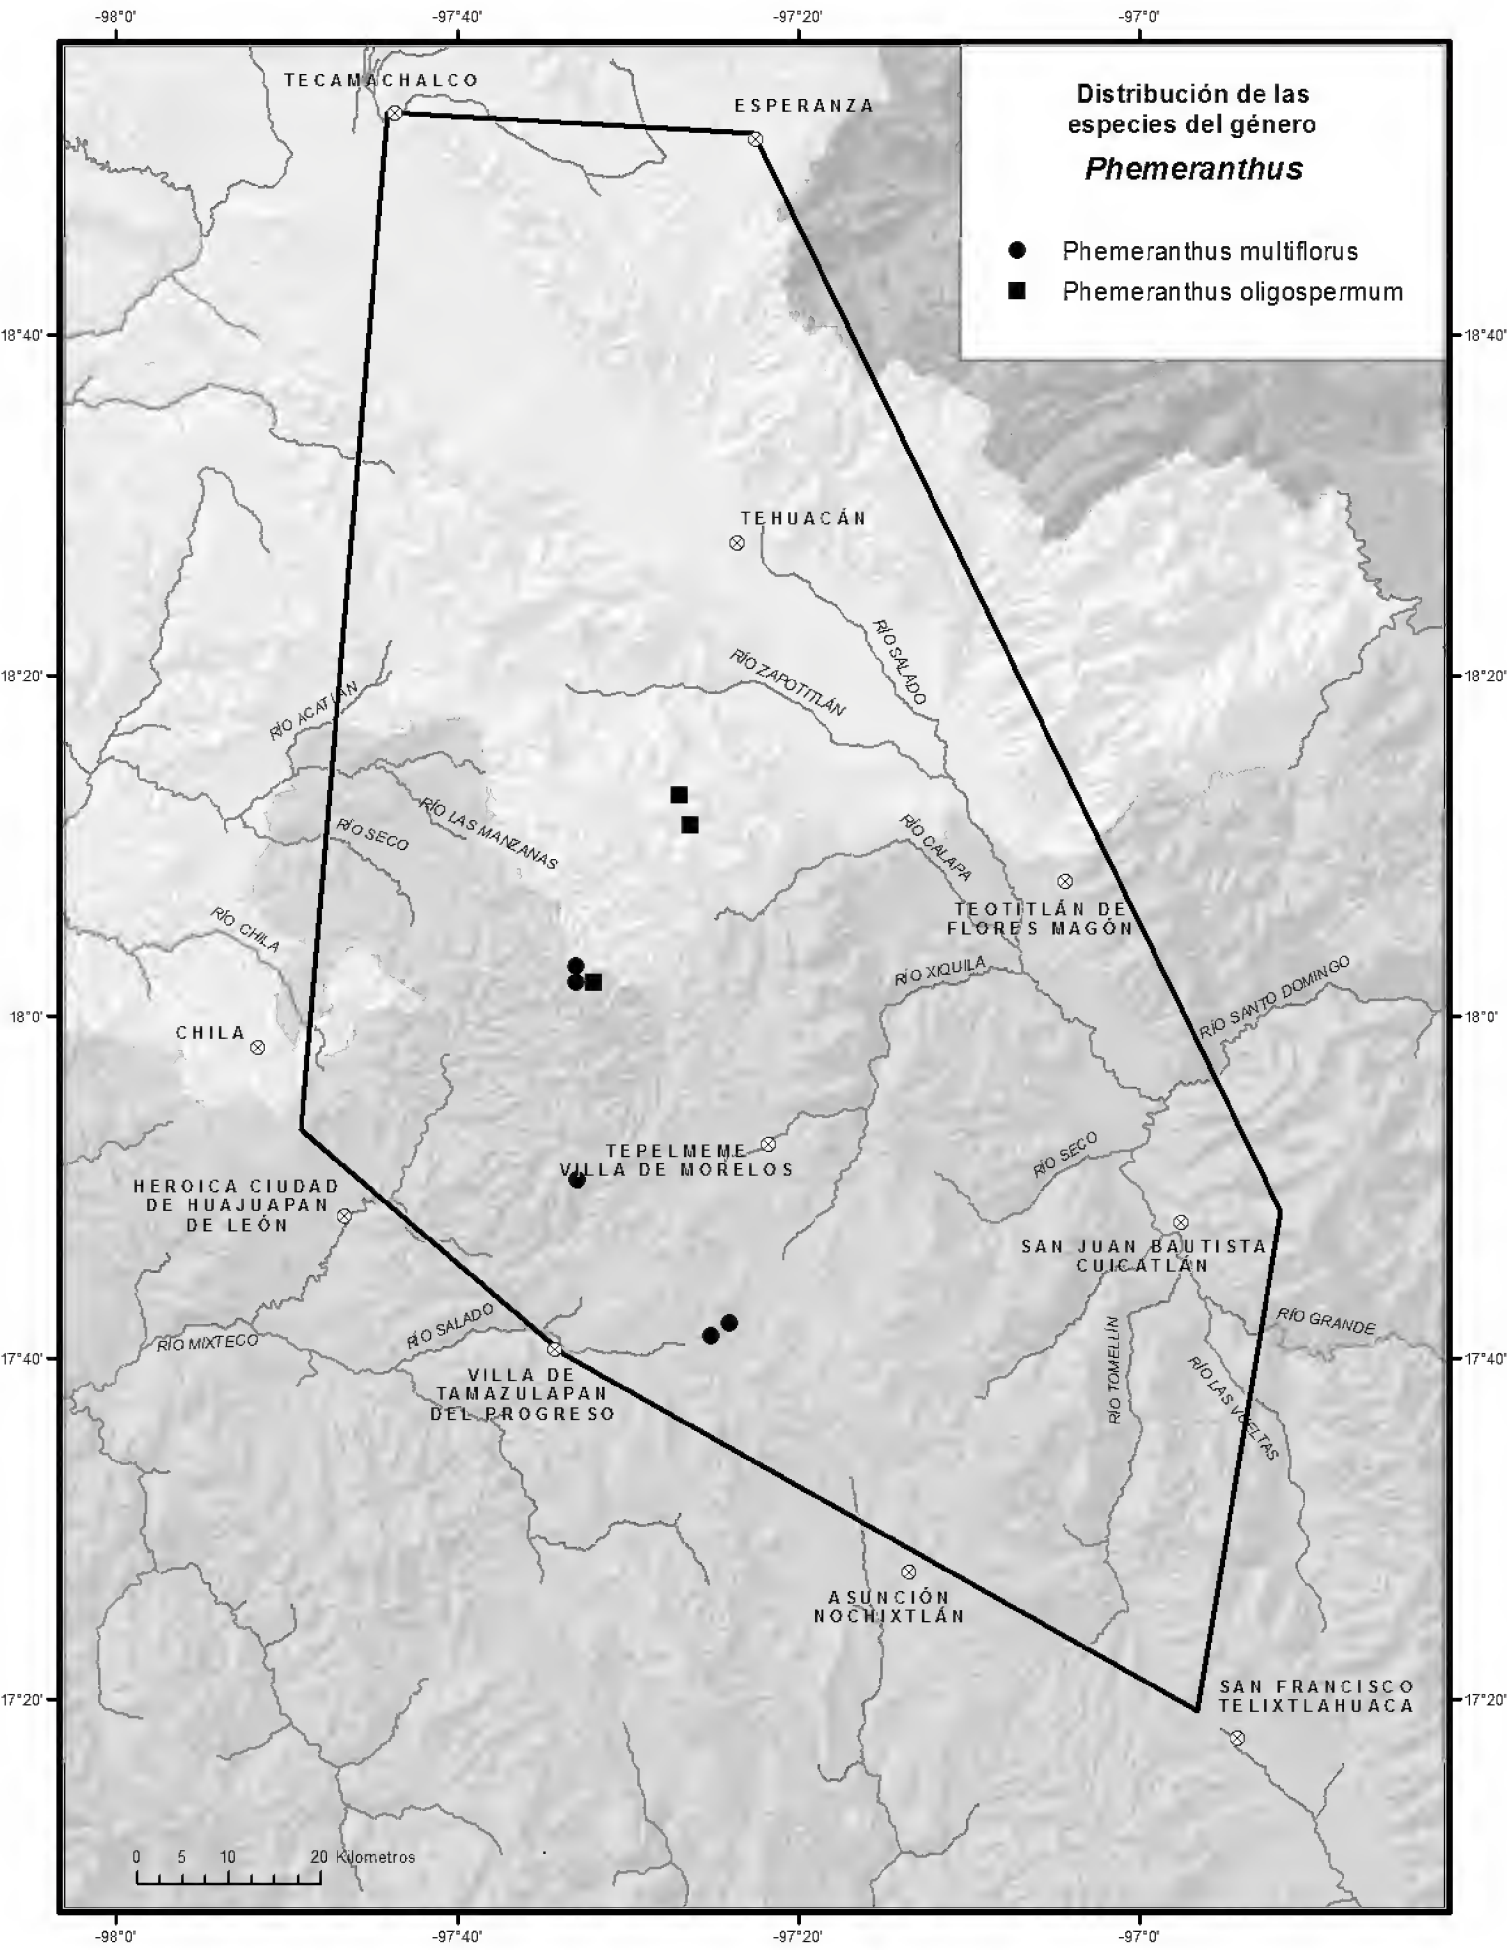 -98°0'
-97°40'
-97°20'
-97°0'
TECAMACHALCO
ESPERANZA
Distribución de las
especies del género
Phemeranthus
Phemeranthus multiflorus
Phemeranthus oligospermum
18°40'
18°40'
TEHUACÁN
RÍO SALADO
RÍO ZAPOTITLÁN
18°20'
18°20'
RÍO ACATLÁN
RÍO LAS MANZANAS
RÍO SECO
RÍO CALAPA
TEOTITLÁN DE
FLORES MAGÓN
RÍO CHILA
RÍO XIQUILA
RÍO SANTO DOMINGO
18°0'
18°0'
CHILA
TEPELMEME
VILLA DE MORELOS
RÍO SECO
HEROICA CIUDAD
DE HUAJUAPAN
DE LEÓN
SAN JUAN BAUTISTA
CUICATLÁN
RÍO SALADO
RÍO MIXTECO
RÍO GRANDE
17°40'
17°40'
RÍO TOMELLÍN
RÍO LAS VUELTAS
VILLA DE
TAMAZULAPAN
DEL PROGRESO
ASUNCIÓN
NOCHIXTLÁN
17°20'
17°20'
SAN FRANCISCO
TELIXTLAHUACA
0 5 10 20 Kilometros
-98°0'
-97°40'
-97°20'
-97°0'